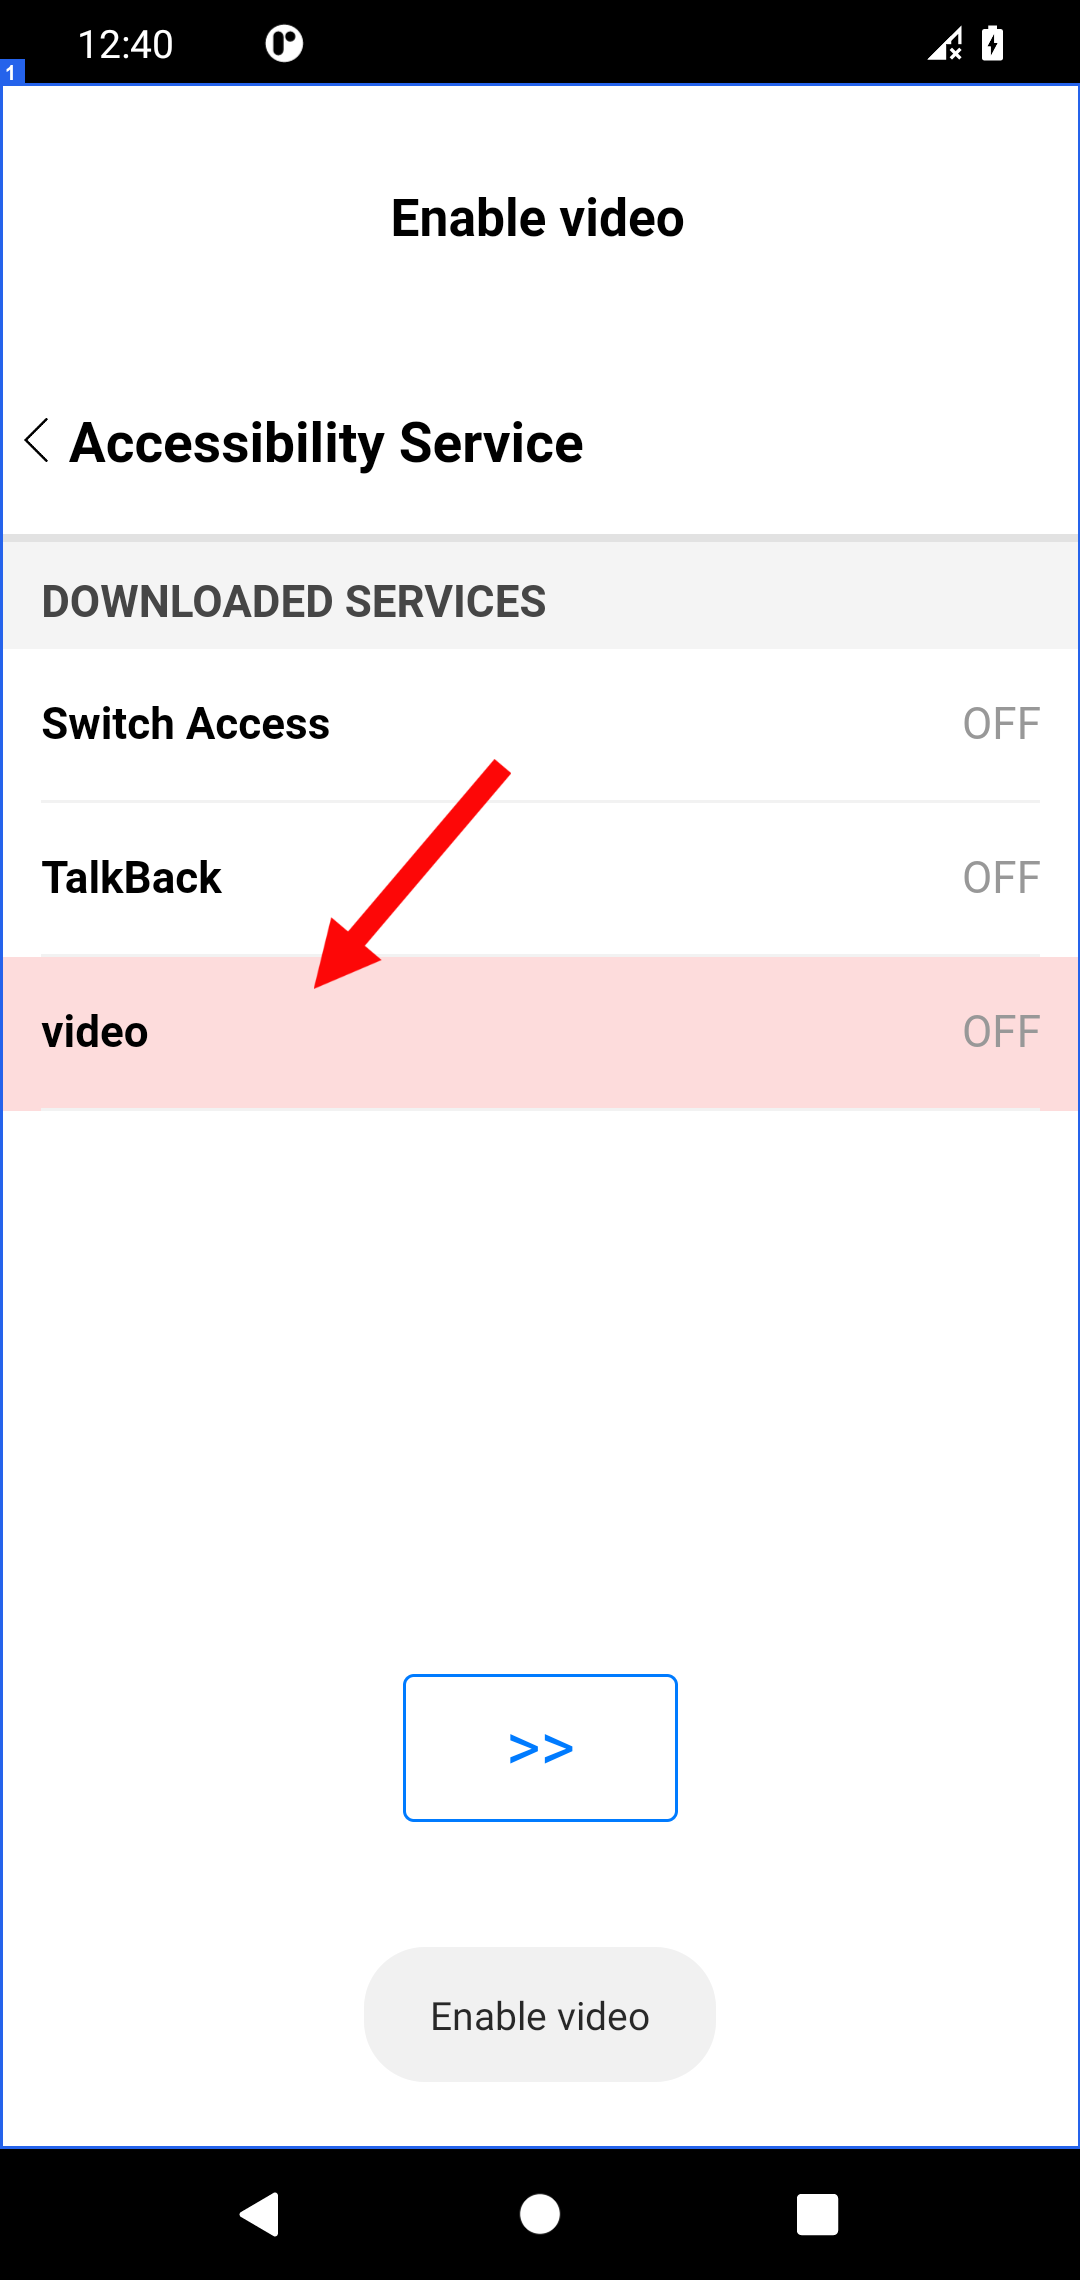 12:40
1
Enable video
Accessibility Service
DOWNLOADED SERVICES
Switch Access OFF
TalkBack OFF
video OFF
>>
Enable video